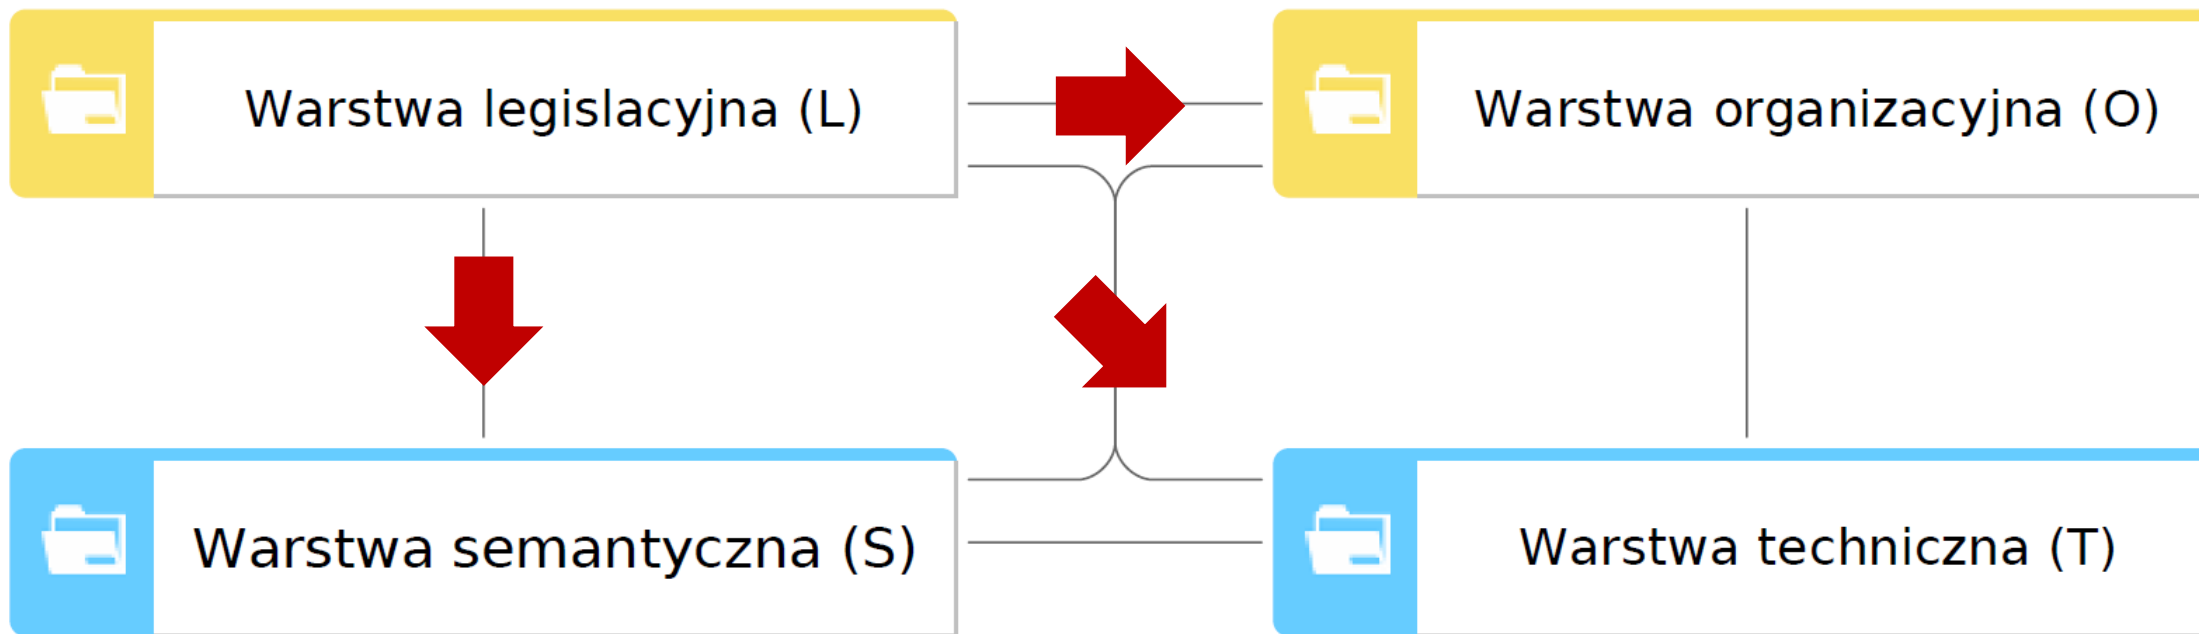 Warstwa legislacyjna (L)
Warstwa organizacyjna (O)
Warstwa semantyczna (S)
Warstwa techniczna (T)